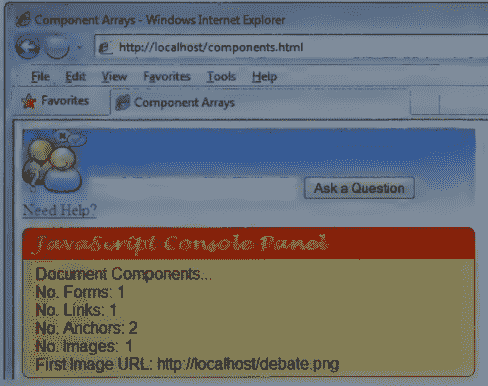 Component Arrays - Windows Internet Explorer
http://localhost/components.html
File Edit View Favorites Tools Help
Favorites Component Arrays
Ask a Question
Need Help?
JavaScript Console Panel
Document Components...
No. Forms: 1
No. Links: 1
No. Anchors: 2
No. Images: 1
First Image URL: http://localhost/debate.png